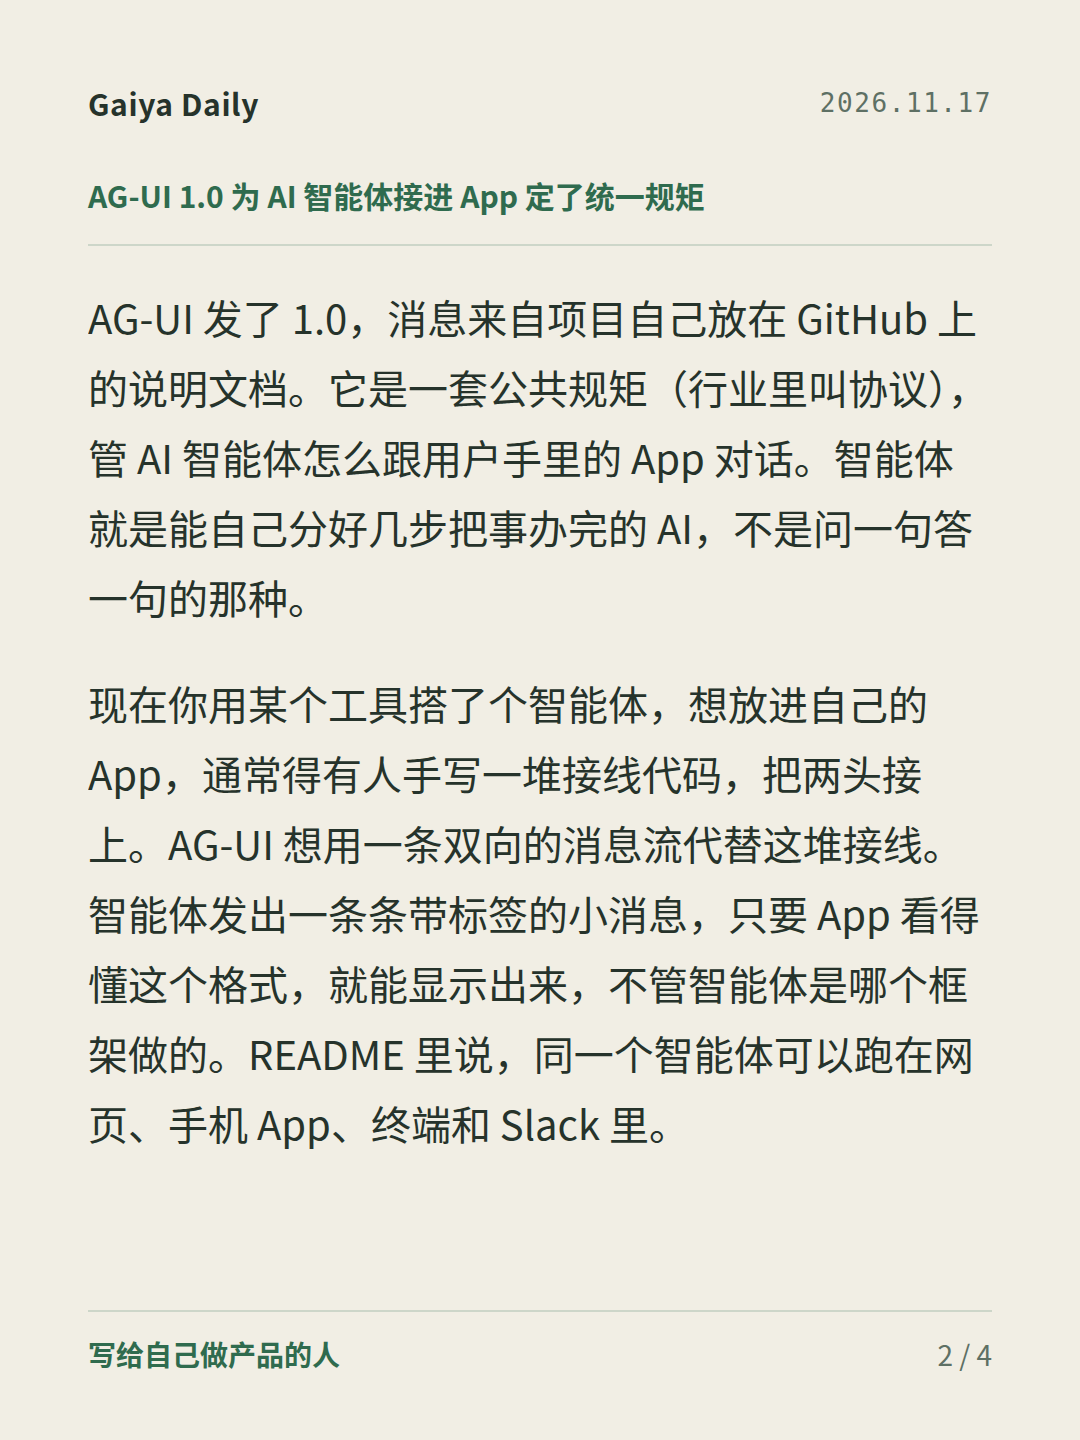 Gaiya Daily
2026.11.17
AG-UI 1.0 为 AI 智能体接进 App 定了统一规矩
AG-UI 发了 1.0，消息来自项目自己放在 GitHub 上
的说明文档。它是一套公共规矩（行业里叫协议），
管 AI 智能体怎么跟用户手里的 App 对话。智能体
就是能自己分好几步把事办完的 AI，不是问一句答
一句的那种。
现在你用某个工具搭了个智能体，想放进自己的
App，通常得有人手写一堆接线代码，把两头接
上。AG-UI 想用一条双向的消息流代替这堆接线。
智能体发出一条条带标签的小消息，只要 App 看得
懂这个格式，就能显示出来，不管智能体是哪个框
架做的。README 里说，同一个智能体可以跑在网
页、手机 App、终端和 Slack 里。
写给自己做产品的人
2 / 4